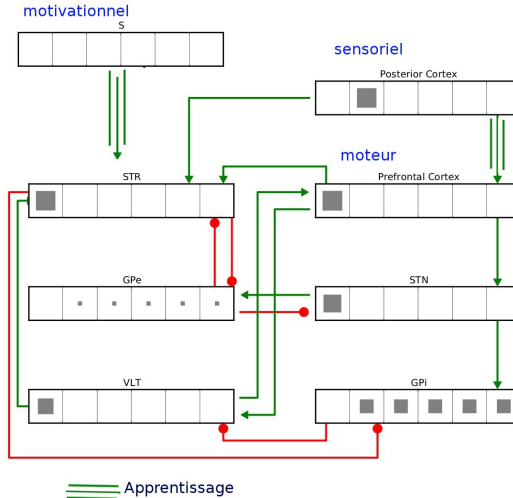 motivationnel
S
sensoriel
Posterior Cortex
moteur
STR
Prefrontal Cortex
GPe
STN
VLT
GPi
Apprentissage